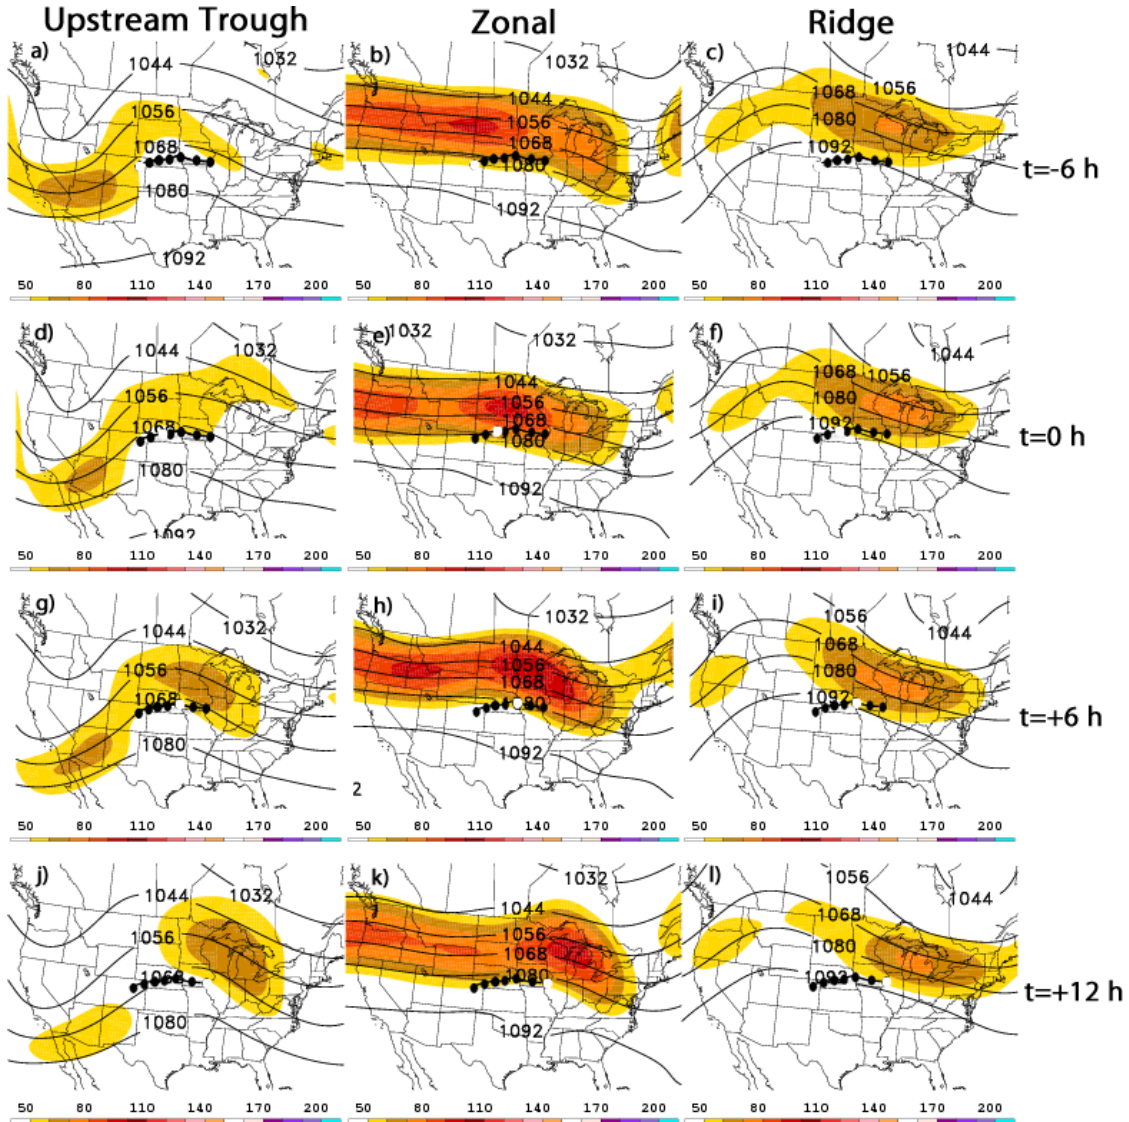 Upstream Trough Zonal Ridge
a) 1044 1032 1056 1068 1080 1092
b) 1032 1044 1056 1068 1080 1092
c) 1044 1056 1068 1080 1092
t=-6 h
50 80 110 140 170 200 50 80 110 140 170 200 50 80 110 140 170 200
d) 1044 1032 1056 1068 1080 1092
e) 1032 1032 1044 1056 1068 1080 1092
f) 1044 1068 1056 1080 1092
t=0 h
50 80 110 140 170 200 50 80 110 140 170 200 50 80 110 140 170 200
g) 1044 1032 1056 1068 1080
h) 1032 1044 1056 1068 80 1092 2
i) 1056 1044 1068 1080 1092
t=+6 h
50 80 110 140 170 200 50 80 110 140 170 200 50 80 110 140 170 200
j) 1044 1032 1056 1068 1080
k) 1032 1044 1056 1068 1080 1092
l) 1056 1044 1068 1080 1092
t=+12 h
50 80 110 140 170 200 50 80 110 140 170 200 50 80 110 140 170 200